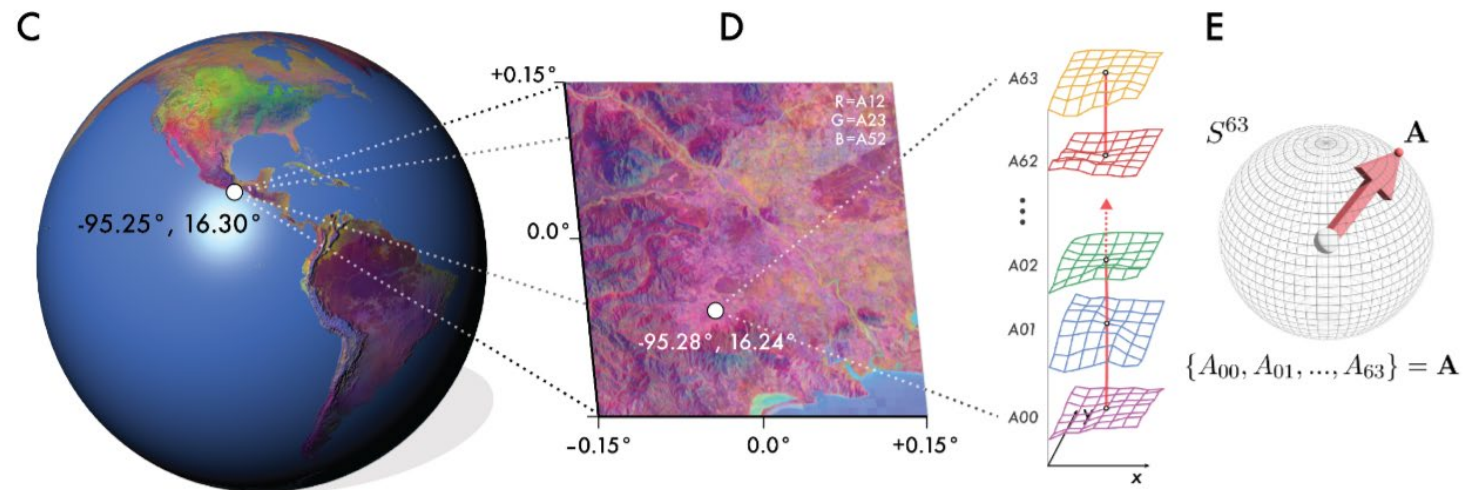 C
-95.25°, 16.30°
D
+0.15°
0.0°
-0.15°
0.0°
+0.15°
R=A12
G=A23
B=A52
-95.28°, 16.24°
A63
A62
A02
A01
A00
Y
x
E
S⁶³
A
{A₀₀, A₀₁, ..., A₆₃} = A